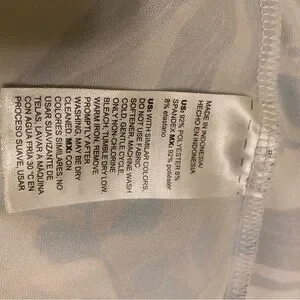 MADE IN INDONESIA/
HECHO EN INDONESIA
US: 92% POLYESTER 8%
SPANDEX MX: 92% poliéster
8% elastano
US: WITH SIMILAR COLORS,
DO NOT USE FABRIC
SOFTENER, MACHINE WASH
COLD, GENTLE CYCLE,
ONLY NON-CHLORINE
BLEACH, TUMBLE DRY LOW,
WARM IRON, REMOVE
PROMPTLY AFTER
WASHING, MAY BE DRY
CLEANED. MX: CON
COLORES SIMILARES, NO
USAR SUAVIZANTE DE
TELAS, LAVAR A MÁQUINA
CON AGUA FRÍA 30°C EN
PROCESO SUAVE, USAR